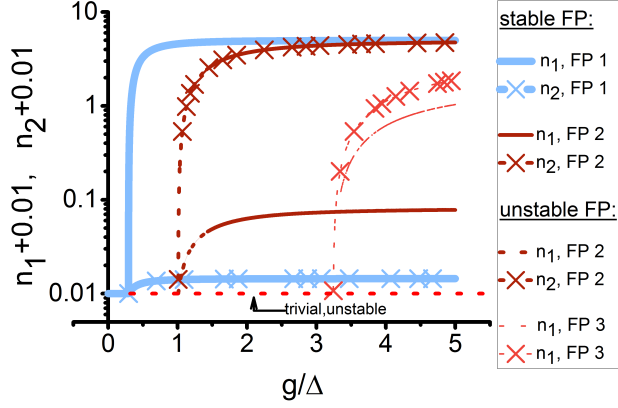 10
1
0.1
0.01
n1+0.01, n2+0.01
0 1 2 3 4 5
g/Δ
trivial,unstable
stable FP:
n1, FP 1
n2, FP 1
n1, FP 2
n2, FP 2
unstable FP:
n1, FP 2
n2, FP 2
n1, FP 3
n1, FP 3